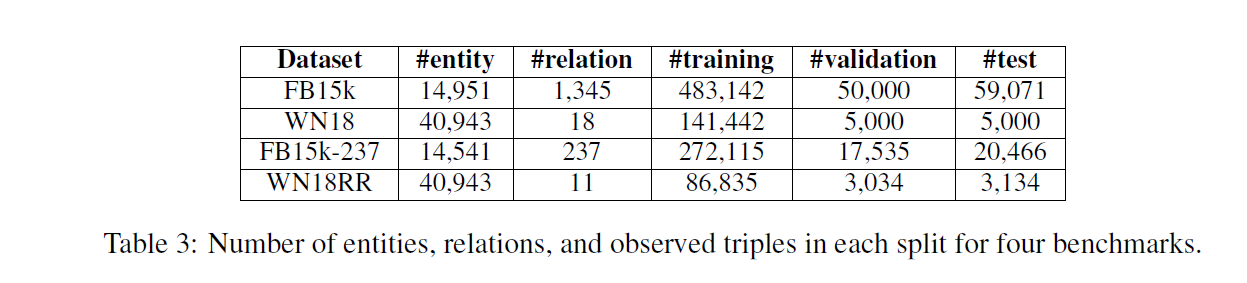 Dataset #entity #relation #training #validation #test
FB15k 14,951 1,345 483,142 50,000 59,071
WN18 40,943 18 141,442 5,000 5,000
FB15k-237 14,541 237 272,115 17,535 20,466
WN18RR 40,943 11 86,835 3,034 3,134
Table 3: Number of entities, relations, and observed triples in each split for four benchmarks.